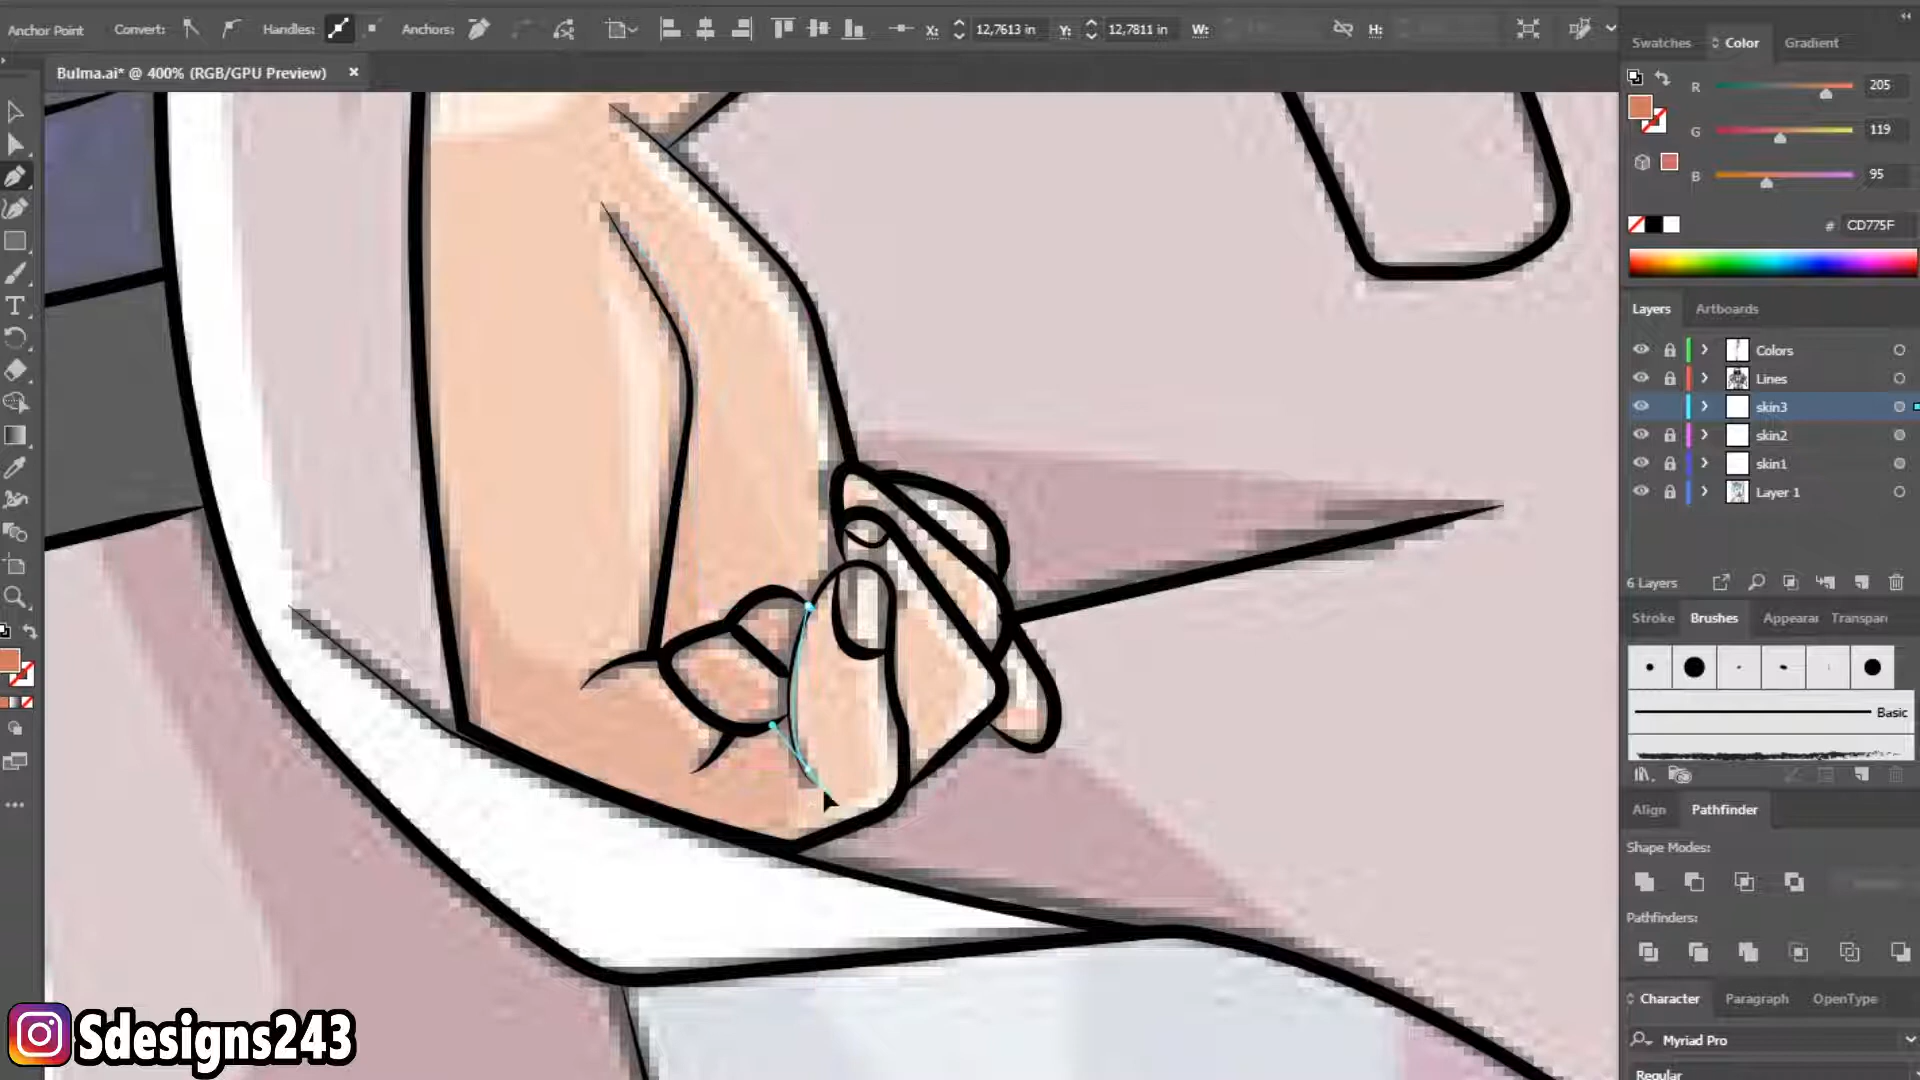 Anchor Point Convert: Handles: Anchors: X: 12,7613 in Y: 12,7811 in W: H:
Bulma.ai* @ 400% (RGB/GPU Preview) ×
Swatches Color Gradient
R 205
G 119
B 95
# CD775F
Layers Artboards
Colors
Lines
skin3
skin2
skin1
Layer 1
6 Layers
Stroke Brushes Appearar Transpare
Basic
Align Pathfinder
Shape Modes:
Pathfinders:
Character Paragraph OpenType
Myriad Pro
Regular
Sdesigns243